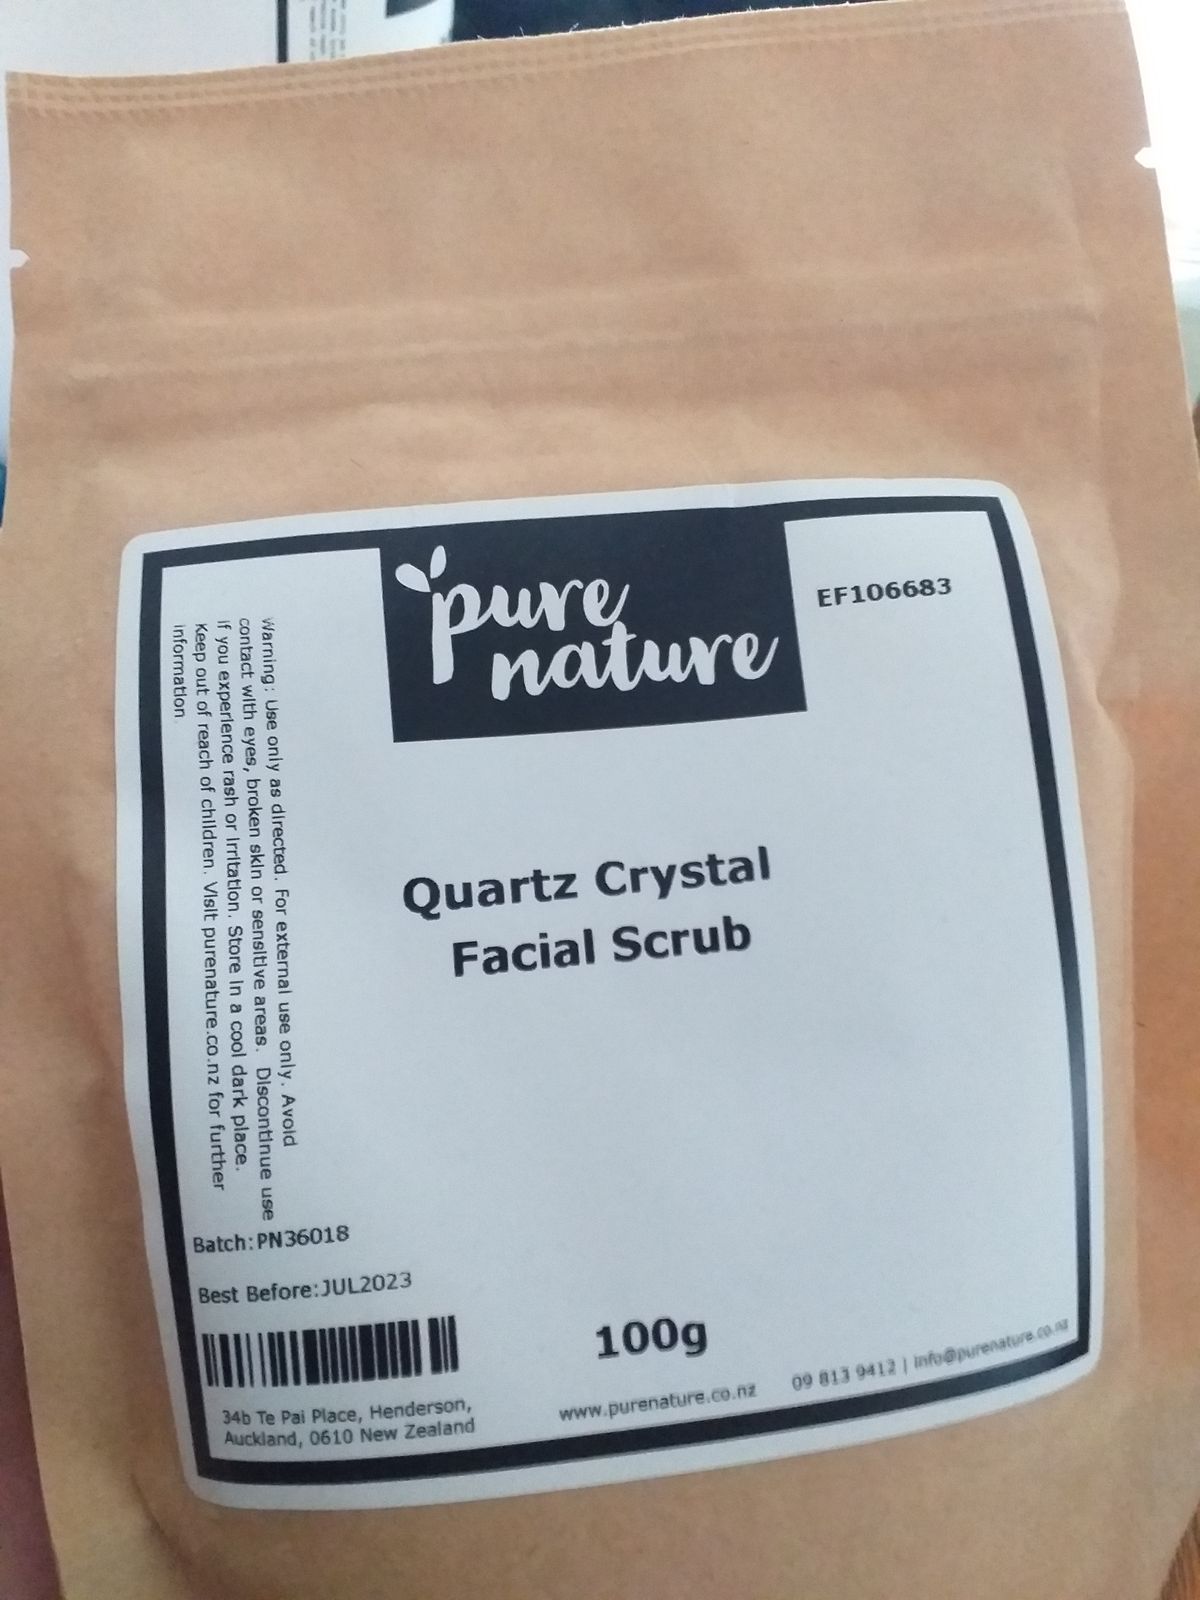 pure
nature
EF106683
Quartz Crystal
Facial Scrub
Warning: Use only as directed. For external use only. Avoid
contact with eyes, broken skin or sensitive areas. Discontinue use
if you experience rash or irritation. Store in a cool dark place.
Keep out of reach of children. Visit purenature.co.nz for further
information.
Batch:PN36018
Best Before:JUL2023
100g
34b Te Pai Place, Henderson,
Auckland, 0610 New Zealand
www.purenature.co.nz
09 813 9412 | info@purenature.co.nz